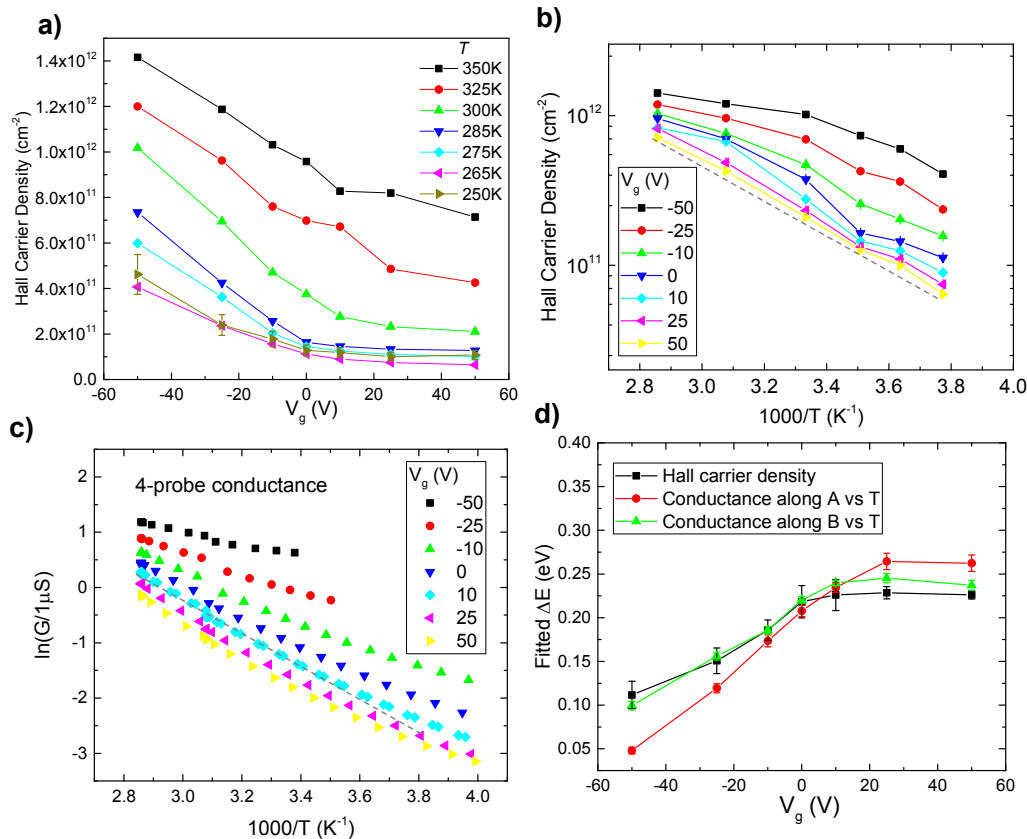 a)
Hall Carrier Density (cm⁻²)
1.4x10¹²
1.2x10¹²
1.0x10¹²
8.0x10¹¹
6.0x10¹¹
4.0x10¹¹
2.0x10¹¹
0.0
-60 -40 -20 0 20 40 60
V_g (V)
T
350K
325K
300K
285K
275K
265K
250K
b)
Hall Carrier Density (cm⁻²)
10¹²
10¹¹
V_g (V)
-50
-25
-10
0
10
25
50
2.8 3.0 3.2 3.4 3.6 3.8 4.0
1000/T (K⁻¹)
c)
ln(G/1µS)
2
1
0
-1
-2
-3
4-probe conductance
V_g (V)
-50
-25
-10
0
10
25
50
2.8 3.0 3.2 3.4 3.6 3.8 4.0
1000/T (K⁻¹)
d)
Fitted ΔE (eV)
0.40
0.35
0.30
0.25
0.20
0.15
0.10
0.05
Hall carrier density
Conductance along A vs T
Conductance along B vs T
-60 -40 -20 0 20 40 60
V_g (V)